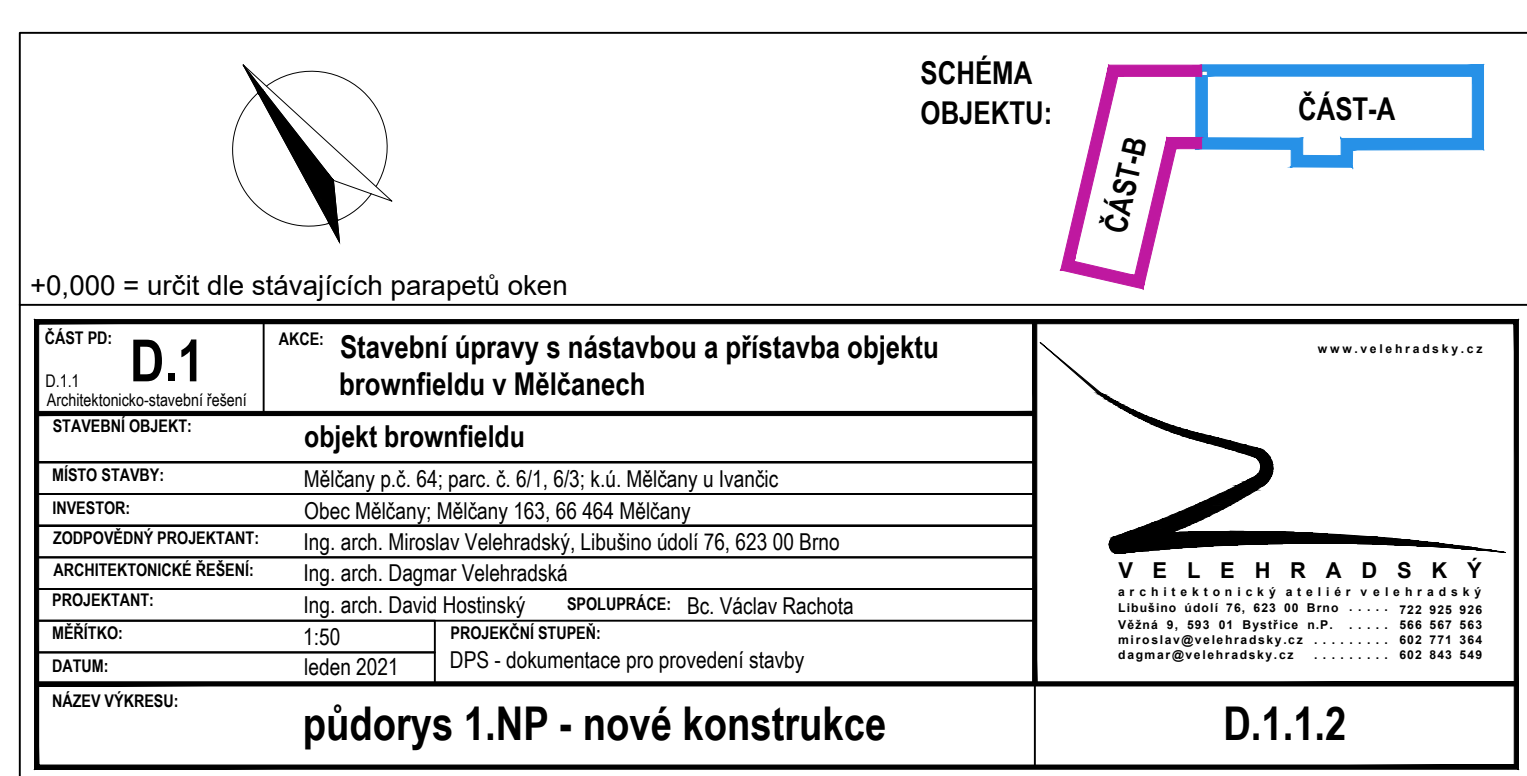 SCHÉMA
OBJEKTU:
ČÁST-A
ČÁST-B
+0,000 = určit dle stávajících parapetů oken
ČÁST PD:
D.1
D.1.1
Architektonicko-stavební řešení
AKCE: Stavební úpravy s nástavbou a přístavba objektu
brownfieldu v Mělčanech
STAVEBNÍ OBJEKT:
objekt brownfieldu
MÍSTO STAVBY: Mělčany p.č. 64; parc. č. 6/1, 6/3; k.ú. Mělčany u Ivančic
INVESTOR: Obec Mělčany; Mělčany 163, 66 464 Mělčany
ZODPOVĚDNÝ PROJEKTANT: Ing. arch. Miroslav Velehradský, Libušino údolí 76, 623 00 Brno
ARCHITEKTONICKÉ ŘEŠENÍ: Ing. arch. Dagmar Velehradská
PROJEKTANT: Ing. arch. David Hostinský SPOLUPRÁCE: Bc. Václav Rachota
MĚŘÍTKO: 1:50
DATUM: leden 2021
PROJEKČNÍ STUPEŇ:
DPS - dokumentace pro provedení stavby
www.velehradsky.cz
VELEHRADSKÝ
architektonický ateliér velehradský
Libušino údolí 76, 623 00 Brno ..... 722 925 926
Věžná 9, 593 01 Bystřice n.P. ..... 566 567 563
miroslav@velehradsky.cz ......... 602 771 364
dagmar@velehradsky.cz ......... 602 843 549
NÁZEV VÝKRESU:
půdorys 1.NP - nové konstrukce
D.1.1.2